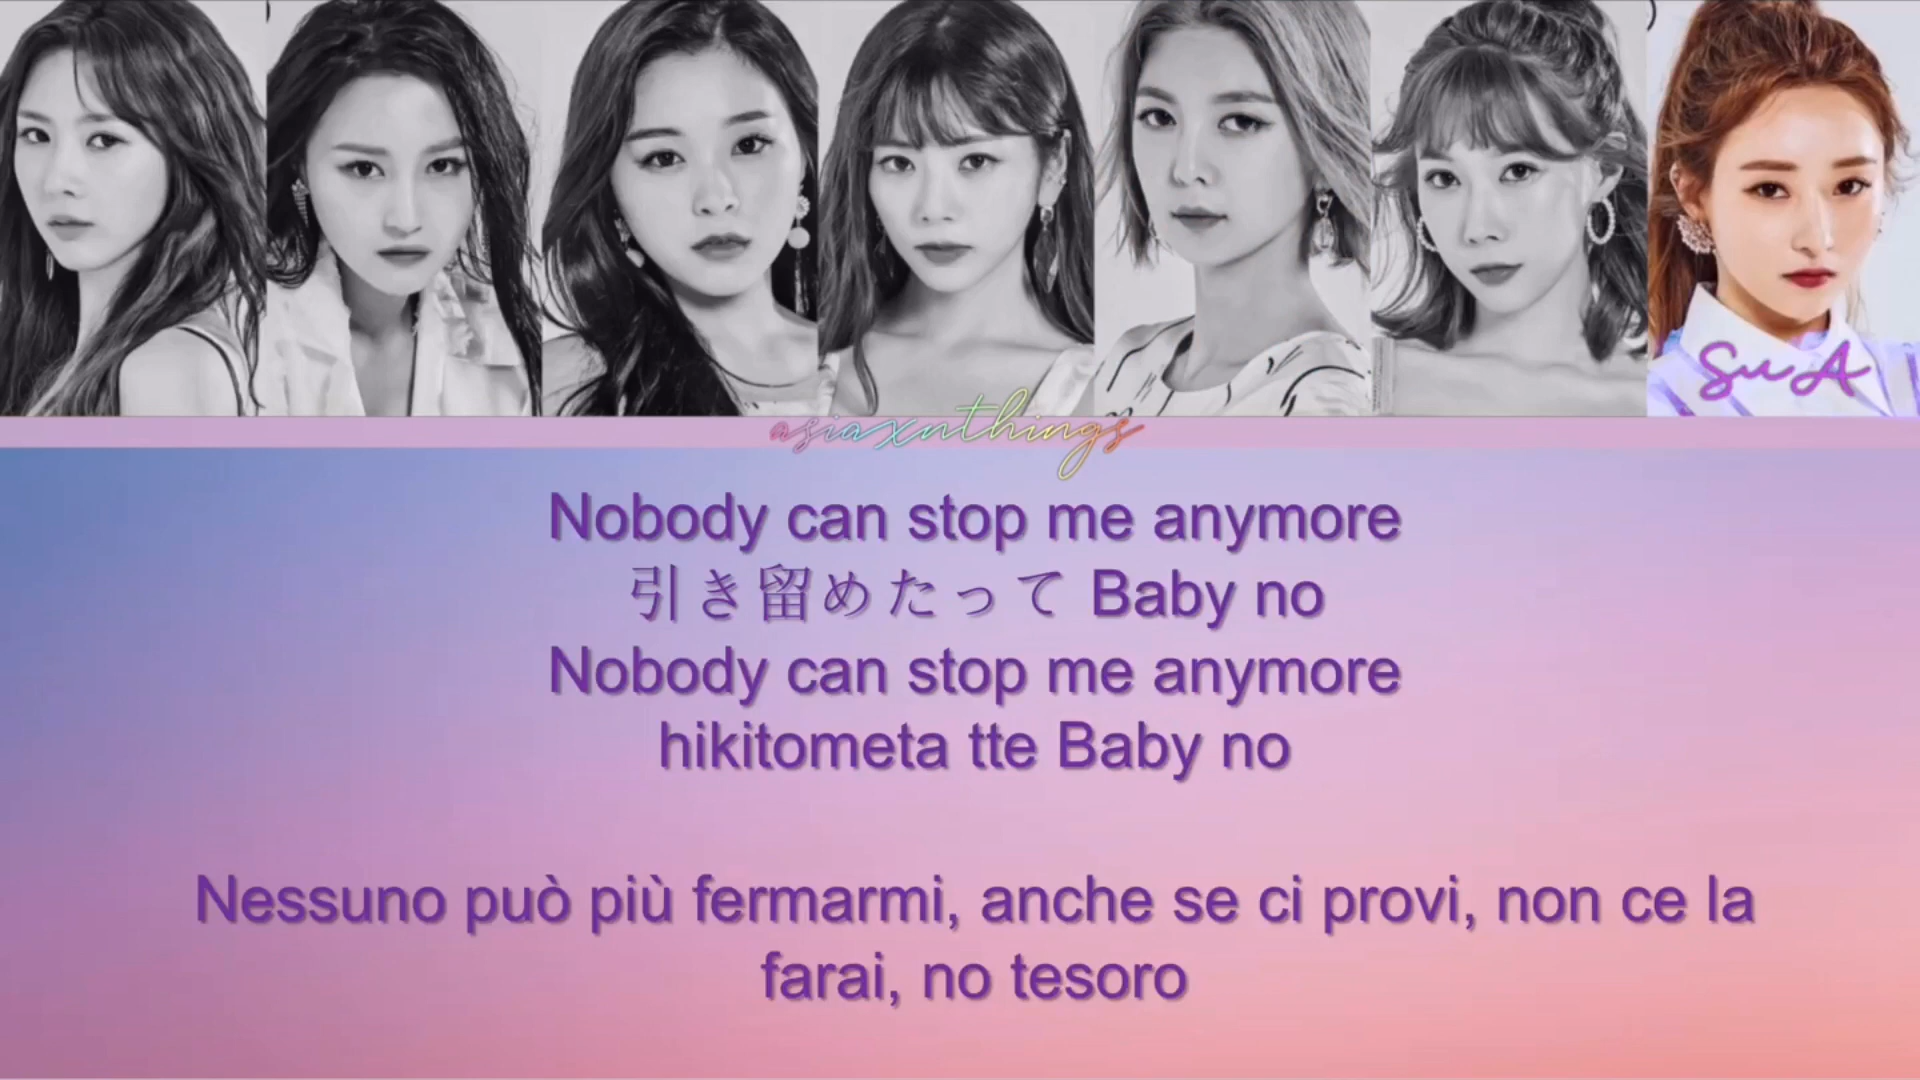 SuA
asiaxnthings
Nobody can stop me anymore
引き留めたって Baby no
Nobody can stop me anymore
hikitometa tte Baby no
Nessuno può più fermarmi, anche se ci provi, non ce la
farai, no tesoro